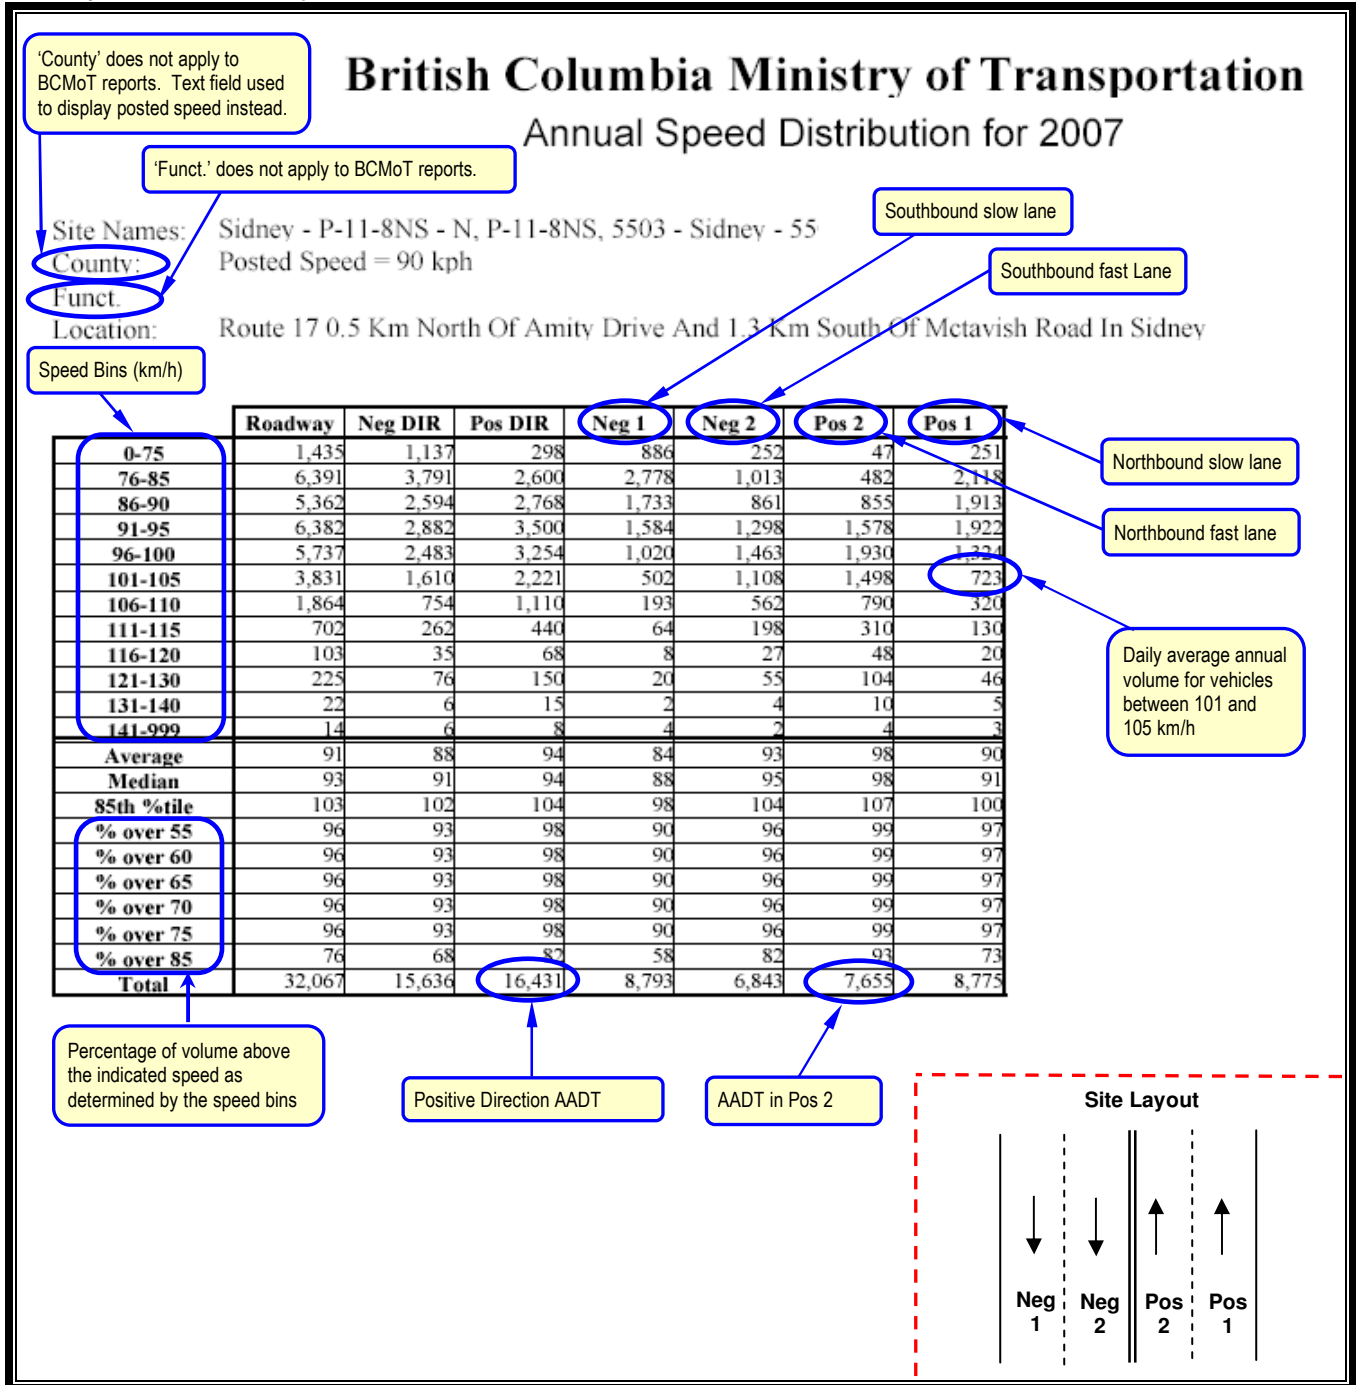 'County' does not apply to
BCMoT reports. Text field used
to display posted speed instead.
British Columbia Ministry of Transportation
Annual Speed Distribution for 2007
'Funct.' does not apply to BCMoT reports.
Southbound slow lane
Site Names: Sidney - P-11-8NS - N, P-11-8NS, 5503 - Sidney - 55
County: Posted Speed = 90 kph
Southbound fast Lane
Funct.
Location: Route 17 0.5 Km North Of Amity Drive And 1.3 Km South Of Mctavish Road In Sidney
Speed Bins (km/h)
Roadway Neg DIR Pos DIR Neg 1 Neg 2 Pos 2 Pos 1
0-75 1,435 1,137 298 886 252 47 251
76-85 6,391 3,791 2,600 2,778 1,013 482 2,118
86-90 5,362 2,594 2,768 1,733 861 855 1,913
91-95 6,382 2,882 3,500 1,584 1,298 1,578 1,922
96-100 5,737 2,483 3,254 1,020 1,463 1,930 1,324
101-105 3,831 1,610 2,221 502 1,108 1,498 723
106-110 1,864 754 1,110 193 562 790 320
111-115 702 262 440 64 198 310 130
116-120 103 35 68 8 27 48 20
121-130 225 76 150 20 55 104 46
131-140 22 6 15 2 4 10 5
141-999 14 6 8 4 2 4 3
Average 91 88 94 84 93 98 90
Median 93 91 94 88 95 98 91
85th %tile 103 102 104 98 104 107 100
% over 55 96 93 98 90 96 99 97
% over 60 96 93 98 90 96 99 97
% over 65 96 93 98 90 96 99 97
% over 70 96 93 98 90 96 99 97
% over 75 96 93 98 90 96 99 97
% over 85 76 68 82 58 82 93 73
Total 32,067 15,636 16,431 8,793 6,843 7,655 8,775
Northbound slow lane
Northbound fast lane
Daily average annual
volume for vehicles
between 101 and
105 km/h
Percentage of volume above
the indicated speed as
determined by the speed bins
Positive Direction AADT
AADT in Pos 2
Site Layout
Neg Neg Pos Pos
1 2 2 1